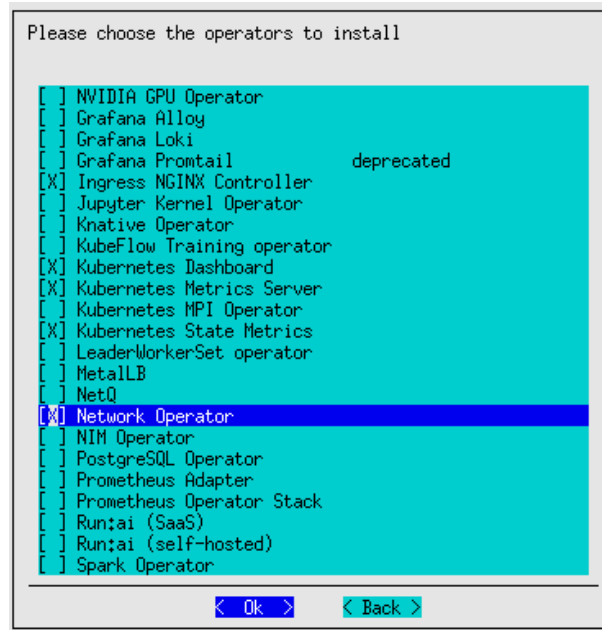 Please choose the operators to install
[ ] NVIDIA GPU Operator
[ ] Grafana Alloy
[ ] Grafana Loki
[ ] Grafana Promtail deprecated
[X] Ingress NGINX Controller
[ ] Jupyter Kernel Operator
[ ] Knative Operator
[ ] KubeFlow Training operator
[X] Kubernetes Dashboard
[X] Kubernetes Metrics Server
[ ] Kubernetes MPI Operator
[X] Kubernetes State Metrics
[ ] LeaderWorkerSet operator
[ ] MetalLB
[ ] NetQ
[X] Network Operator
[ ] NIM Operator
[ ] PostgreSQL Operator
[ ] Prometheus Adapter
[ ] Prometheus Operator Stack
[ ] Run:ai (SaaS)
[ ] Run:ai (self-hosted)
[ ] Spark Operator
< Ok > < Back >